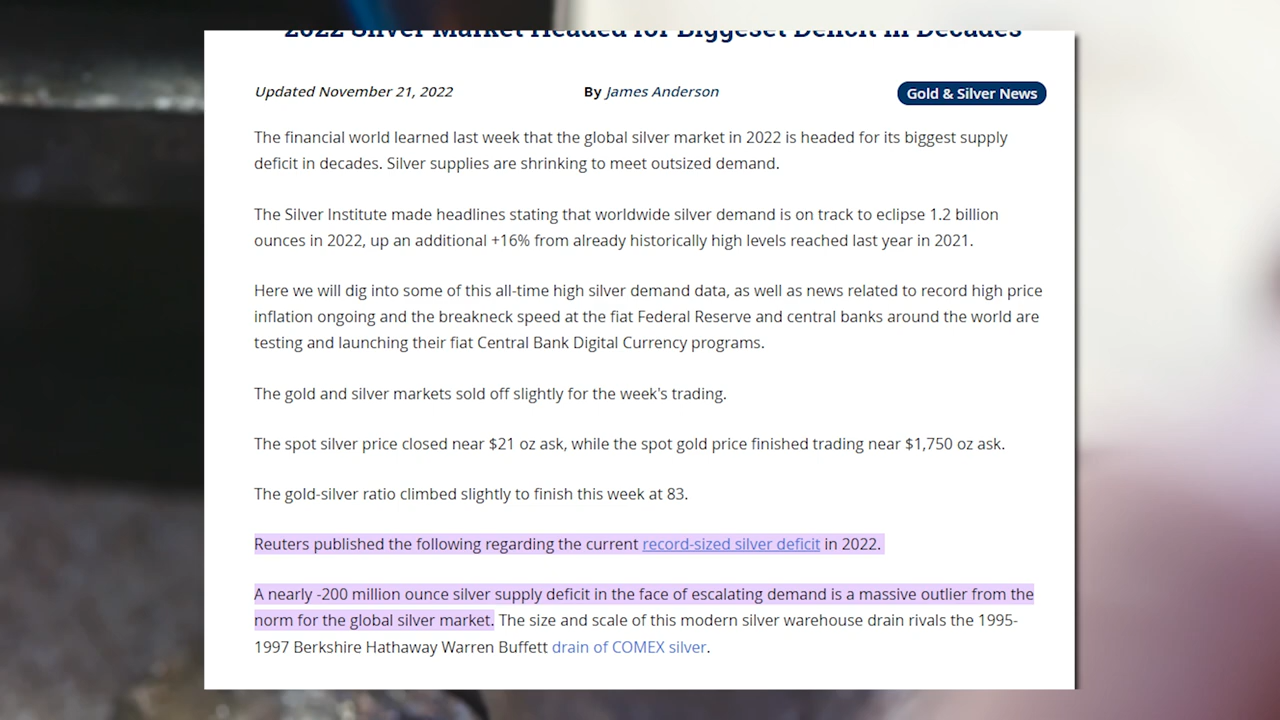 2022 Silver Market Headed for Biggeset Deficit in Decades
Updated November 21, 2022
By James Anderson
Gold & Silver News
The financial world learned last week that the global silver market in 2022 is headed for its biggest supply
deficit in decades. Silver supplies are shrinking to meet outsized demand.
The Silver Institute made headlines stating that worldwide silver demand is on track to eclipse 1.2 billion
ounces in 2022, up an additional +16% from already historically high levels reached last year in 2021.
Here we will dig into some of this all-time high silver demand data, as well as news related to record high price
inflation ongoing and the breakneck speed at the fiat Federal Reserve and central banks around the world are
testing and launching their fiat Central Bank Digital Currency programs.
The gold and silver markets sold off slightly for the week's trading.
The spot silver price closed near $21 oz ask, while the spot gold price finished trading near $1,750 oz ask.
The gold-silver ratio climbed slightly to finish this week at 83.
Reuters published the following regarding the current record-sized silver deficit in 2022.
A nearly -200 million ounce silver supply deficit in the face of escalating demand is a massive outlier from the
norm for the global silver market. The size and scale of this modern silver warehouse drain rivals the 1995-
1997 Berkshire Hathaway Warren Buffett drain of COMEX silver.